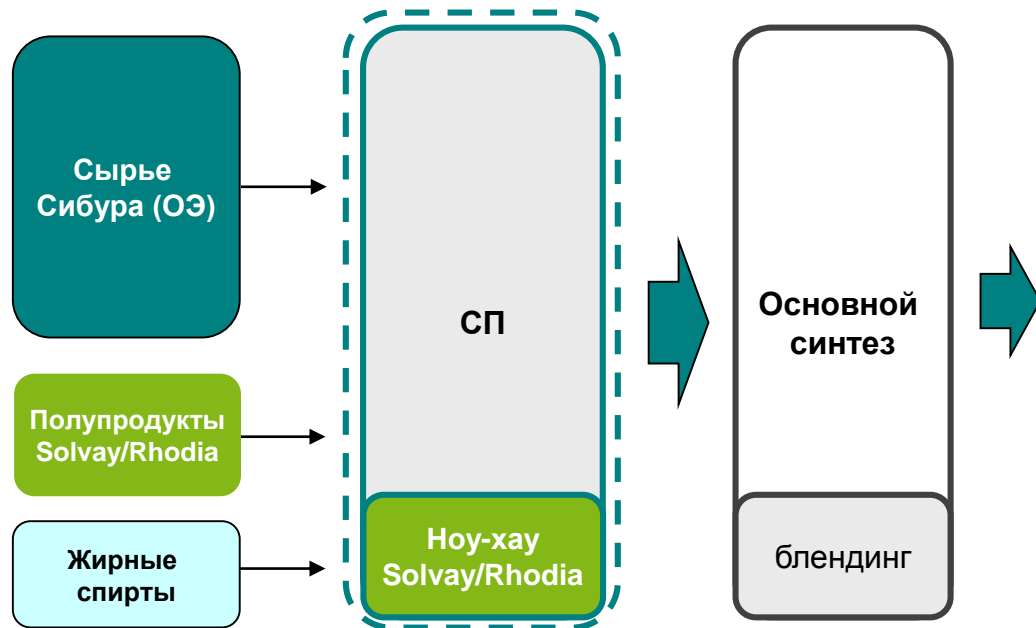 Сырье
Сибура (ОЭ)
Полупродукты
Solvay/Rhodia
Жирные
спирты
СП
Ноу-хау
Solvay/Rhodia
Основной
синтез
блендинг